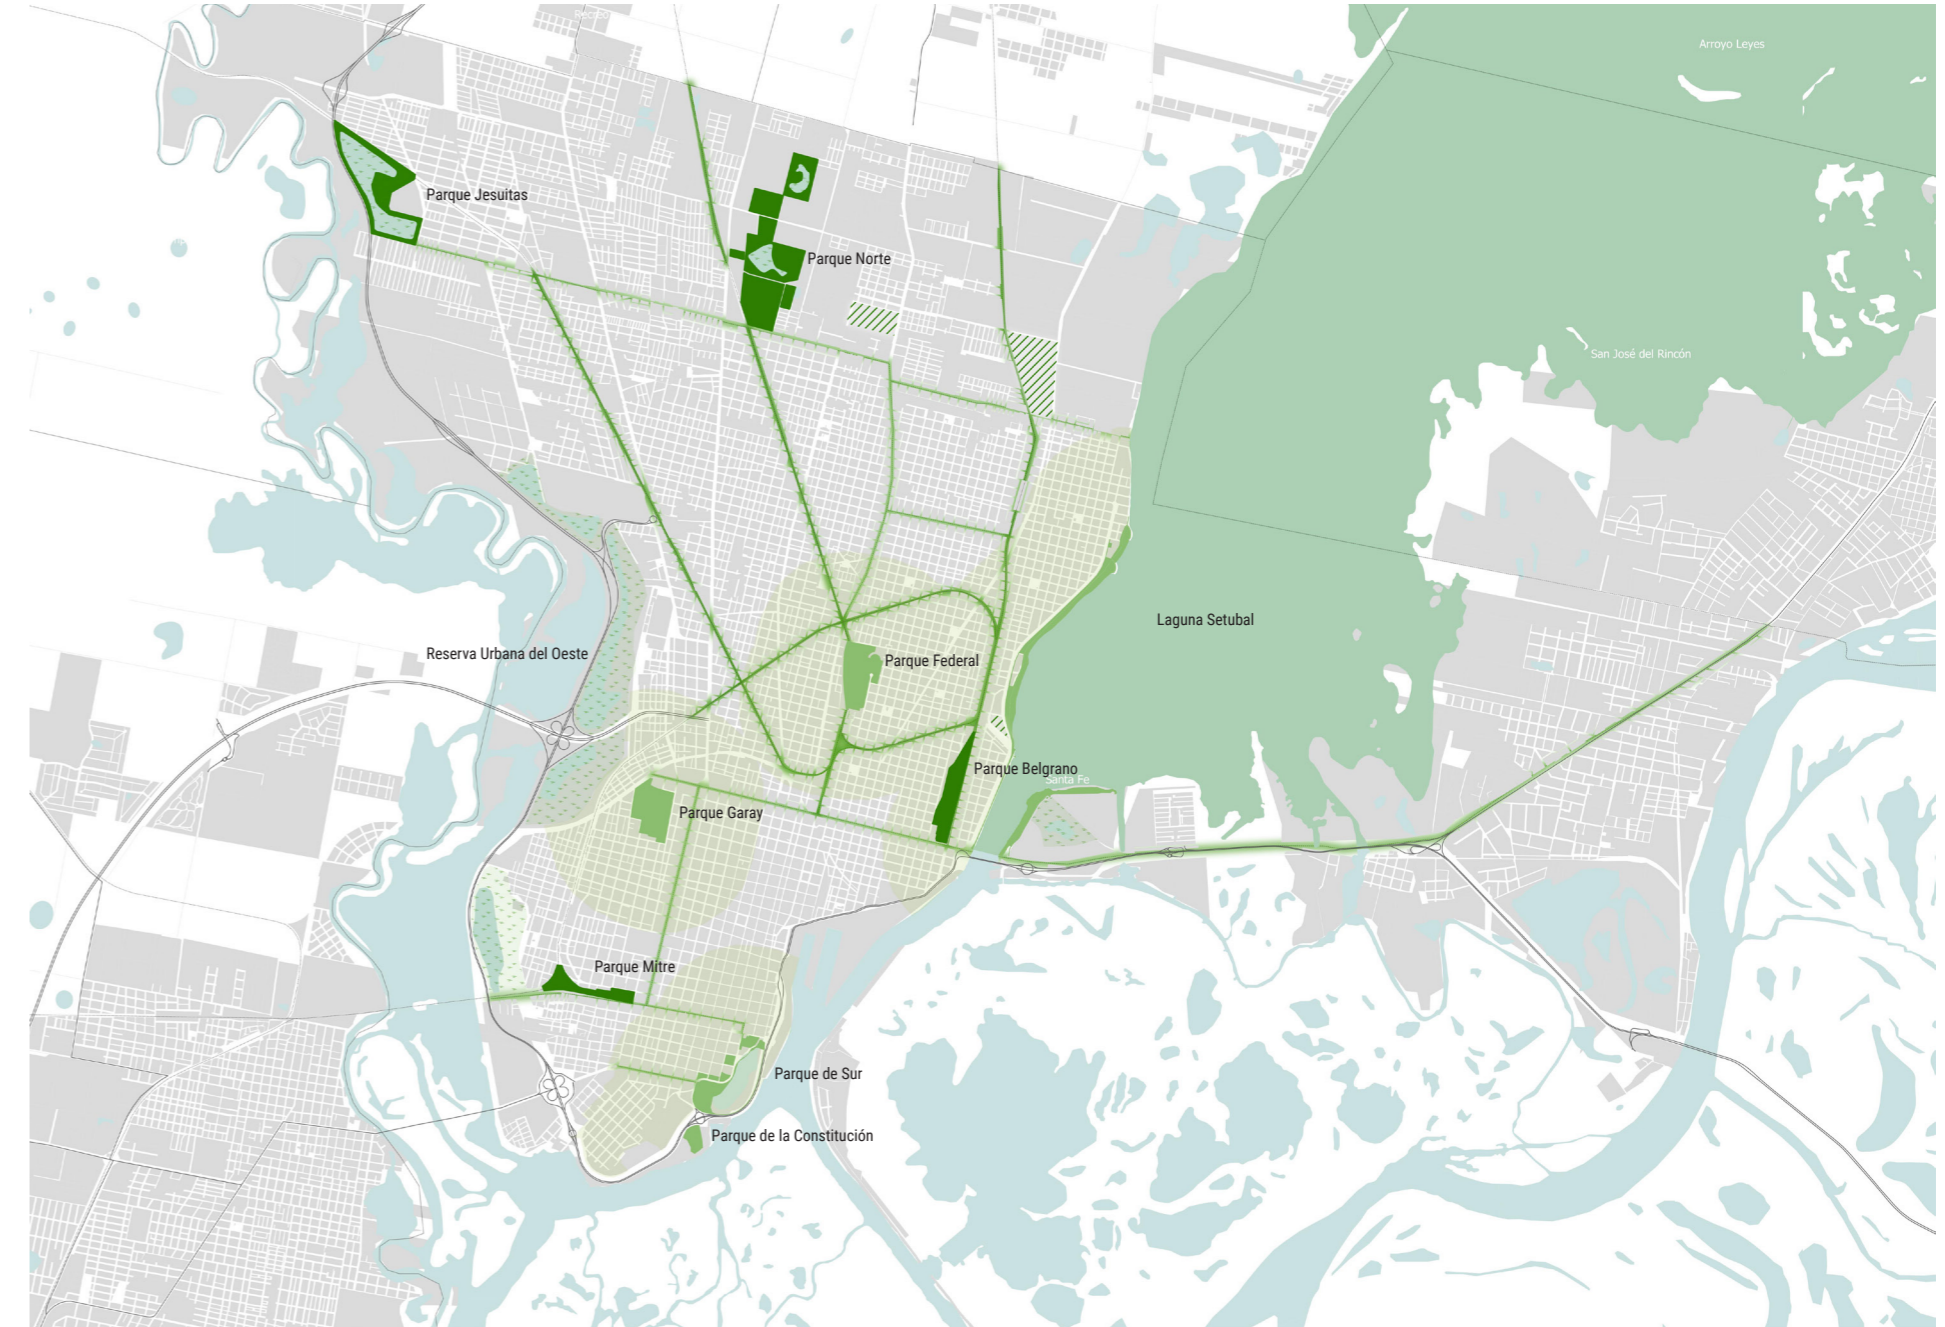 Recreo
Arroyo Leyes
Parque Jesuitas
Parque Norte
San José del Rincón
Laguna Setubal
Reserva Urbana del Oeste
Parque Federal
Parque Belgrano
Santa Fe
Parque Garay
Parque Mitre
Parque de Sur
Parque de la Constitución